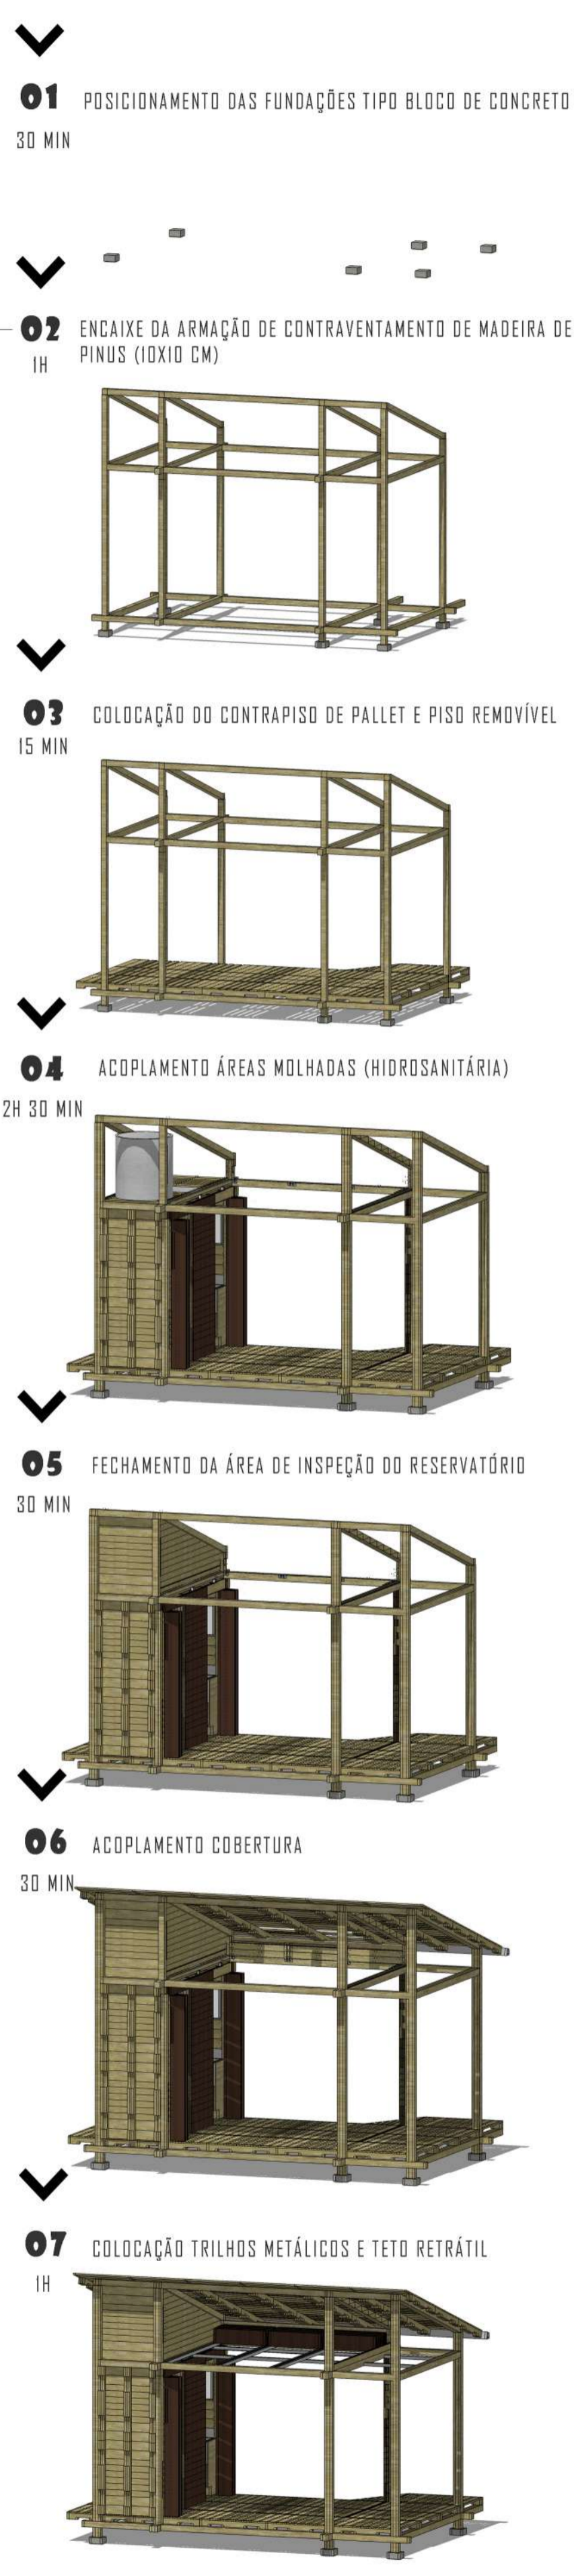 01 POSICIONAMENTO DAS FUNDAÇÕES TIPO BLOCO DE CONCRETO
30 MIN
02 ENCAIXE DA ARMAÇÃO DE CONTRAVENTAMENTO DE MADEIRA DE
1H PINUS (10X10 CM)
03 COLOCAÇÃO DO CONTRAPISO DE PALLET E PISO REMOVÍVEL
15 MIN
04 ACOPLAMENTO ÁREAS MOLHADAS (HIDROSANITÁRIA)
2H 30 MIN
05 FECHAMENTO DA ÁREA DE INSPEÇÃO DO RESERVATÓRIO
30 MIN
06 ACOPLAMENTO COBERTURA
30 MIN
07 COLOCAÇÃO TRILHOS METÁLICOS E TETO RETRÁTIL
1H